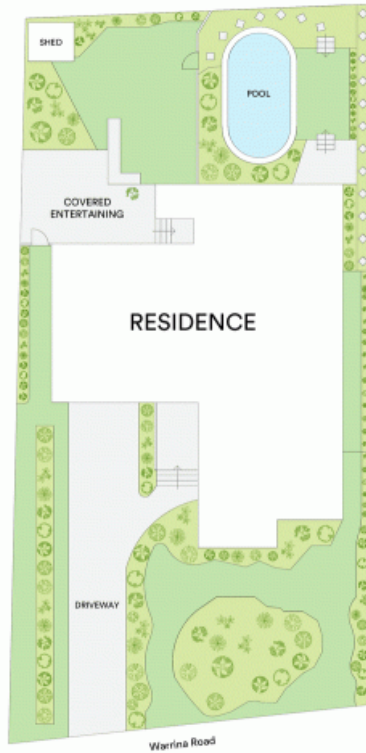 SHED
POOL
COVERED
ENTERTAINING
RESIDENCE
DRIVEWAY
Warrina Road